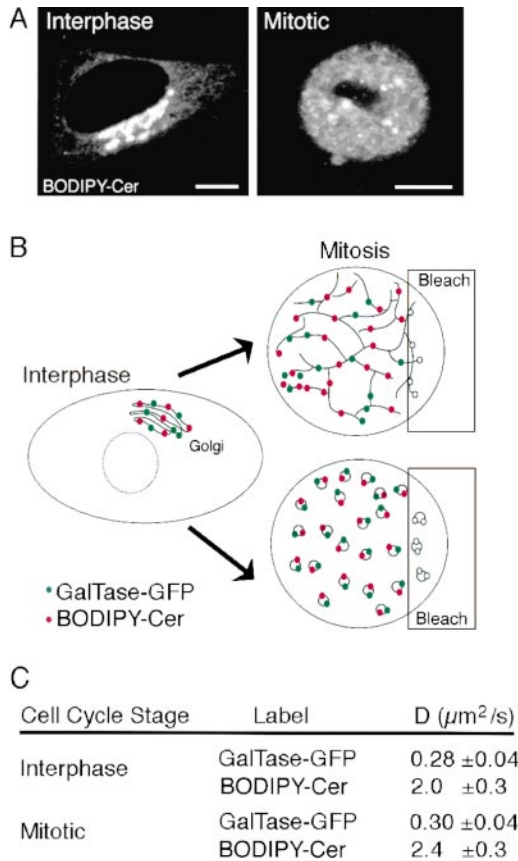 A
Interphase
Mitotic
BODIPY-Cer
B
Mitosis
Bleach
Interphase
Golgi
GalTase-GFP
BODIPY-Cer
Bleach
C
Cell Cycle Stage Label D (μm²/s)
Interphase GalTase-GFP 0.28 ±0.04
BODIPY-Cer 2.0 ±0.3
Mitotic GalTase-GFP 0.30 ±0.04
BODIPY-Cer 2.4 ±0.3